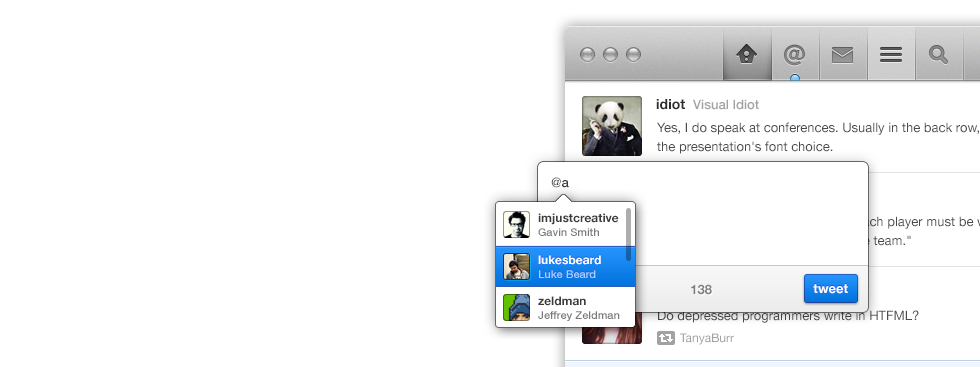 @
idiot Visual Idiot
Yes, I do speak at conferences. Usually in the back row,
the presentation's font choice.
@a
imjustcreative
Gavin Smith
lukesbeard
Luke Beard
zeldman
Jeffrey Zeldman
player must be
team."
138
tweet
Do depressed programmers write in HTFML?
TanyaBurr